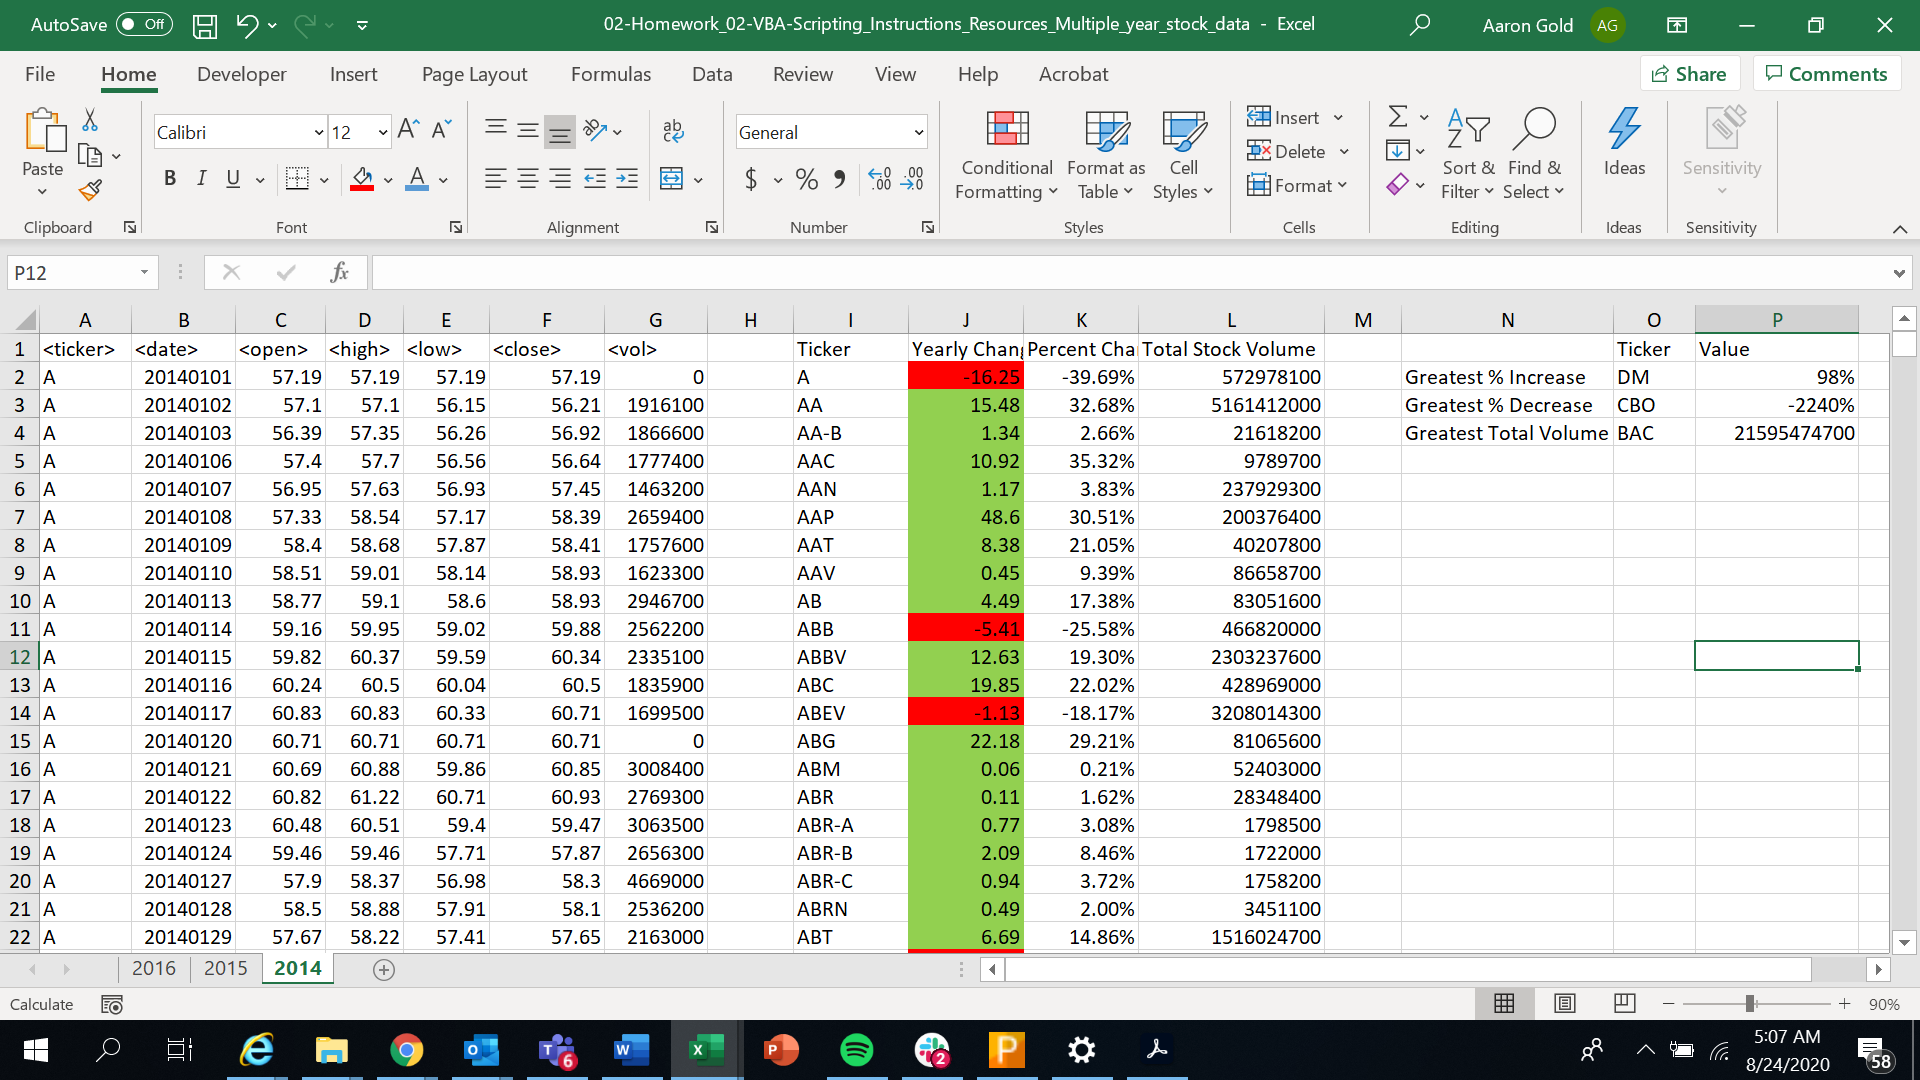 AutoSave Off 02-Homework_02-VBA-Scripting_Instructions_Resources_Multiple_year_stock_data - Excel Aaron Gold AG
File Home Developer Insert Page Layout Formulas Data Review View Help Acrobat Share Comments
Paste Calibri 12 General Conditional Formatting Format as Table Cell Styles Insert Delete Format Sort & Filter Find & Select Ideas Sensitivity
Clipboard Font Alignment Number Styles Cells Editing Ideas Sensitivity
P12 fx
A B C D E F G H I J K L M N O P
1 <ticker> <date> <open> <high> <low> <close> <vol> Ticker Yearly Chang Percent Cha Total Stock Volume Ticker Value
2 A 20140101 57.19 57.19 57.19 57.19 0 A -16.25 -39.69% 572978100 Greatest % Increase DM 98%
3 A 20140102 57.1 57.1 56.15 56.21 1916100 AA 15.48 32.68% 5161412000 Greatest % Decrease CBO -2240%
4 A 20140103 56.39 57.35 56.26 56.92 1866600 AA-B 1.34 2.66% 21618200 Greatest Total Volume BAC 21595474700
5 A 20140106 57.4 57.7 56.56 56.64 1777400 AAC 10.92 35.32% 9789700
6 A 20140107 56.95 57.63 56.93 57.45 1463200 AAN 1.17 3.83% 237929300
7 A 20140108 57.33 58.54 57.17 58.39 2659400 AAP 48.6 30.51% 200376400
8 A 20140109 58.4 58.68 57.87 58.41 1757600 AAT 8.38 21.05% 40207800
9 A 20140110 58.51 59.01 58.14 58.93 1623300 AAV 0.45 9.39% 86658700
10 A 20140113 58.77 59.1 58.6 58.93 2946700 AB 4.49 17.38% 83051600
11 A 20140114 59.16 59.95 59.02 59.88 2562200 ABB -5.41 -25.58% 466820000
12 A 20140115 59.82 60.37 59.59 60.34 2335100 ABBV 12.63 19.30% 2303237600
13 A 20140116 60.24 60.5 60.04 60.5 1835900 ABC 19.85 22.02% 428969000
14 A 20140117 60.83 60.83 60.33 60.71 1699500 ABEV -1.13 -18.17% 3208014300
15 A 20140120 60.71 60.71 60.71 60.71 0 ABG 22.18 29.21% 81065600
16 A 20140121 60.69 60.88 59.86 60.85 3008400 ABM 0.06 0.21% 52403000
17 A 20140122 60.82 61.22 60.71 60.93 2769300 ABR 0.11 1.62% 28348400
18 A 20140123 60.48 60.51 59.4 59.47 3063500 ABR-A 0.77 3.08% 1798500
19 A 20140124 59.46 59.46 57.71 57.87 2656300 ABR-B 2.09 8.46% 1722000
20 A 20140127 57.9 58.37 56.98 58.3 4669000 ABR-C 0.94 3.72% 1758200
21 A 20140128 58.5 58.88 57.91 58.1 2536200 ABRN 0.49 2.00% 3451100
22 A 20140129 57.67 58.22 57.41 57.65 2163000 ABT 6.69 14.86% 1516024700
2016 2015 2014
Calculate 90%
5:07 AM
8/24/2020
6 2 58